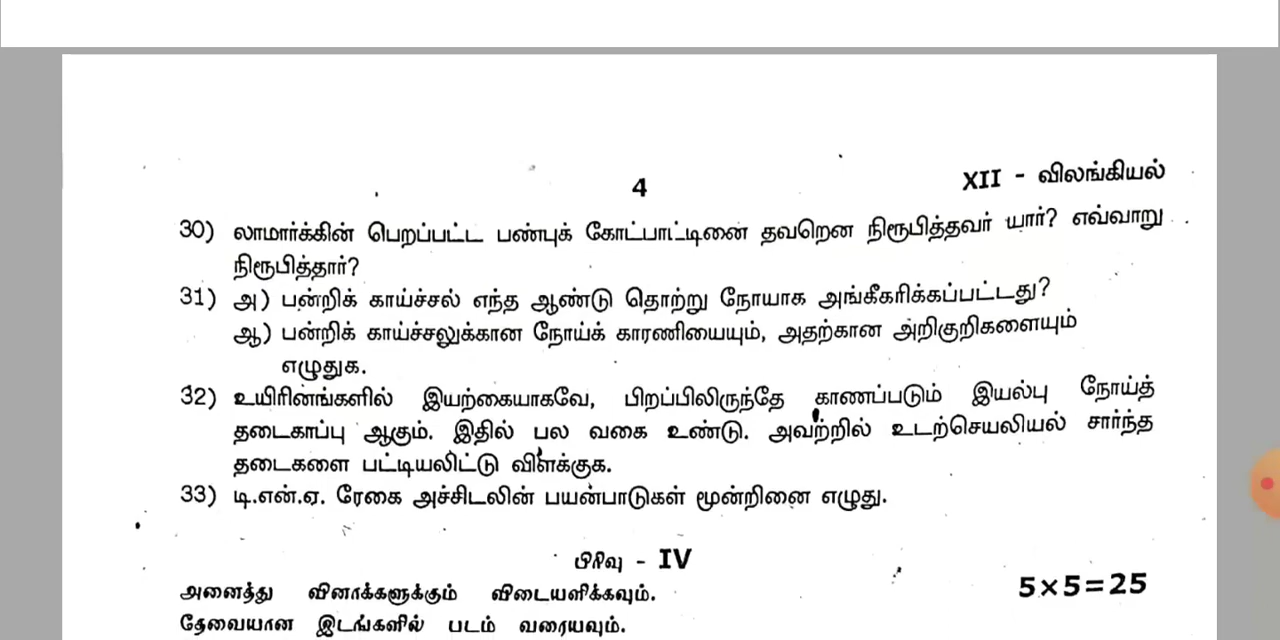 4
XII - விலங்கியல்
30) லாமார்க்கின் பெறப்பட்ட பண்புக் கோட்பாட்டினை தவறென நிரூபித்தவர் யார்? எவ்வாறு
நிரூபித்தார்?
31) அ) பன்றிக் காய்ச்சல் எந்த ஆண்டு தொற்று நோயாக அங்கீகரிக்கப்பட்டது?
ஆ) பன்றிக் காய்ச்சலுக்கான நோய்க் காரணியையும், அதற்கான அறிகுறிகளையும்
எழுதுக.
32) உயிரினங்களில் இயற்கையாகவே, பிறப்பிலிருந்தே காணப்படும் இயல்பு நோய்த்
தடைகாப்பு ஆகும். இதில் பல வகை உண்டு. அவற்றில் உடற்செயலியல் சார்ந்த
தடைகளை பட்டியலிட்டு விளக்குக.
33) டி.என்.ஏ. ரேகை அச்சிடலின் பயன்பாடுகள் மூன்றினை எழுது.
பிரிவு - IV
அனைத்து வினாக்களுக்கும் விடையளிக்கவும்.
5×5=25
தேவையான இடங்களில் படம் வரையவும்.